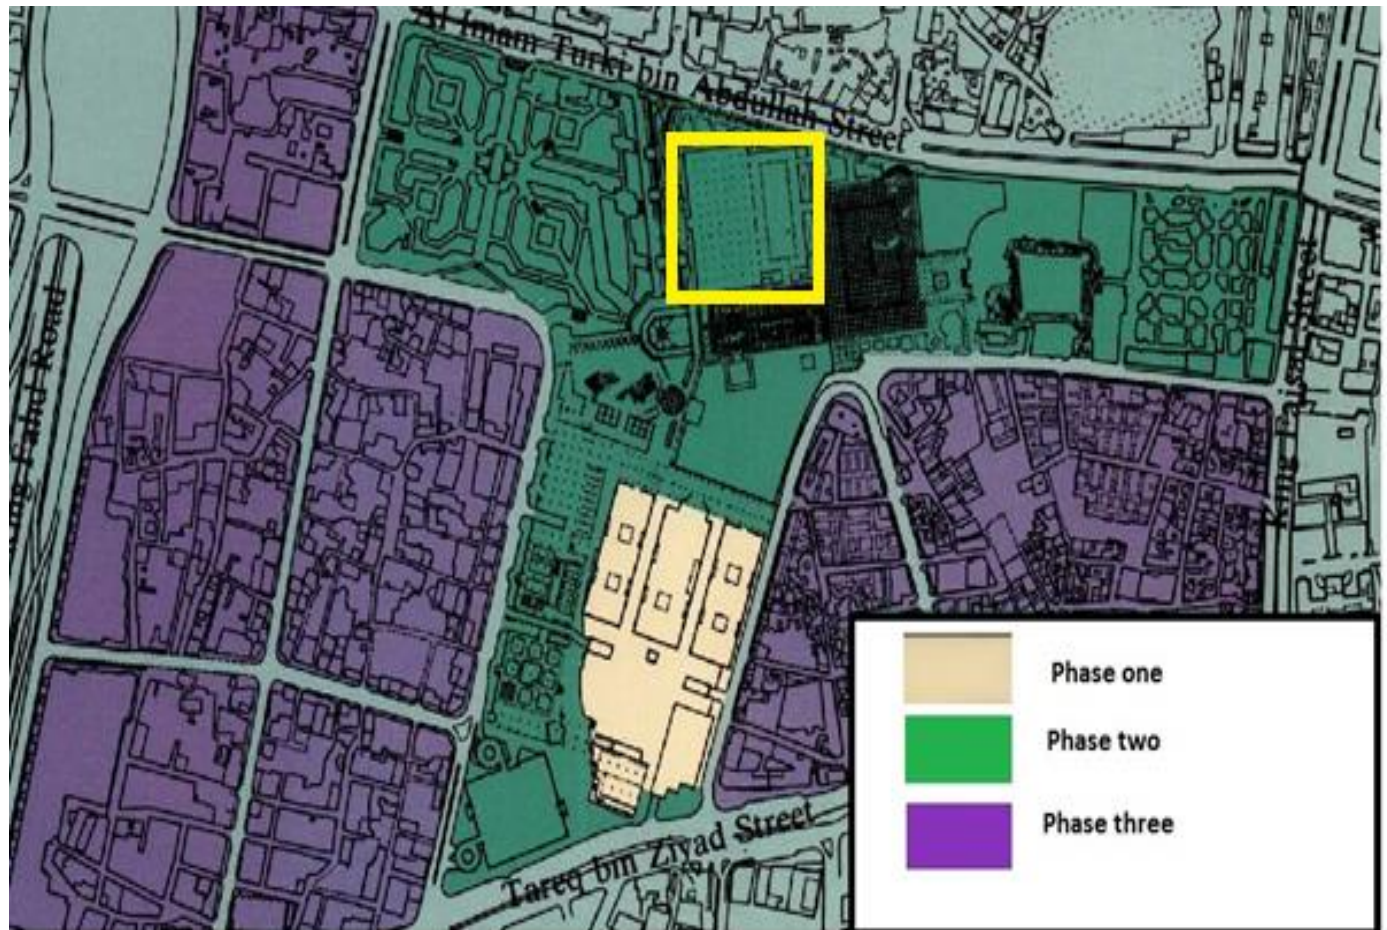 Al Imam Turki bin Abdullah Street
King Fahd Road
King Faisal Street
Tareq bin Ziyad Street
Phase one
Phase two
Phase three